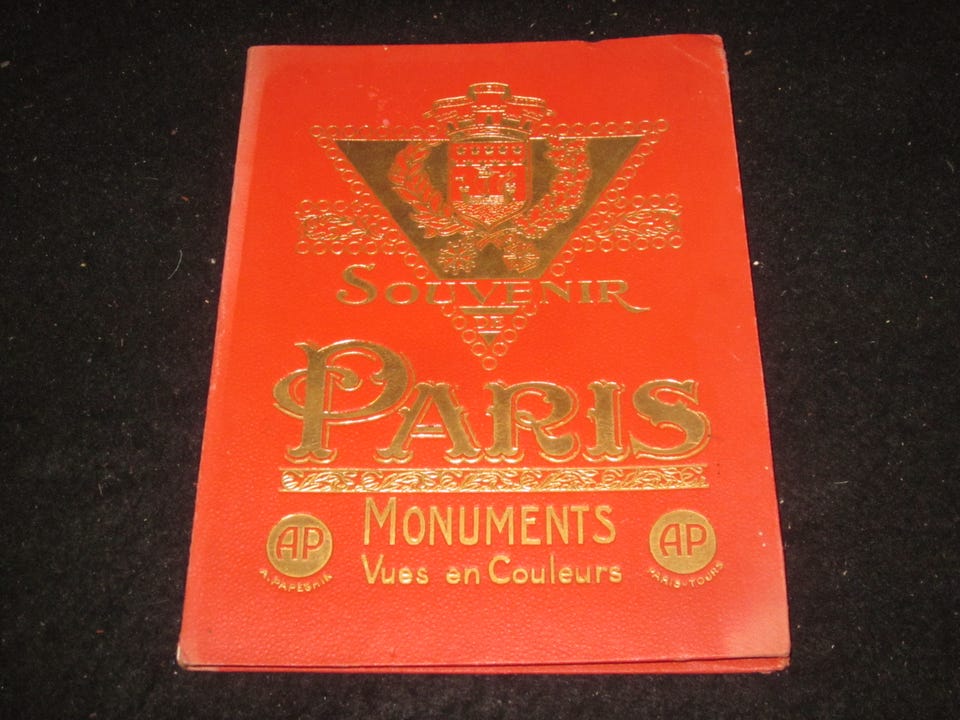 SOUVENIR
DE
PARIS
MONUMENTS
Vues en Couleurs
AP
A. PAPEGHIN
AP
PARIS-TOURS